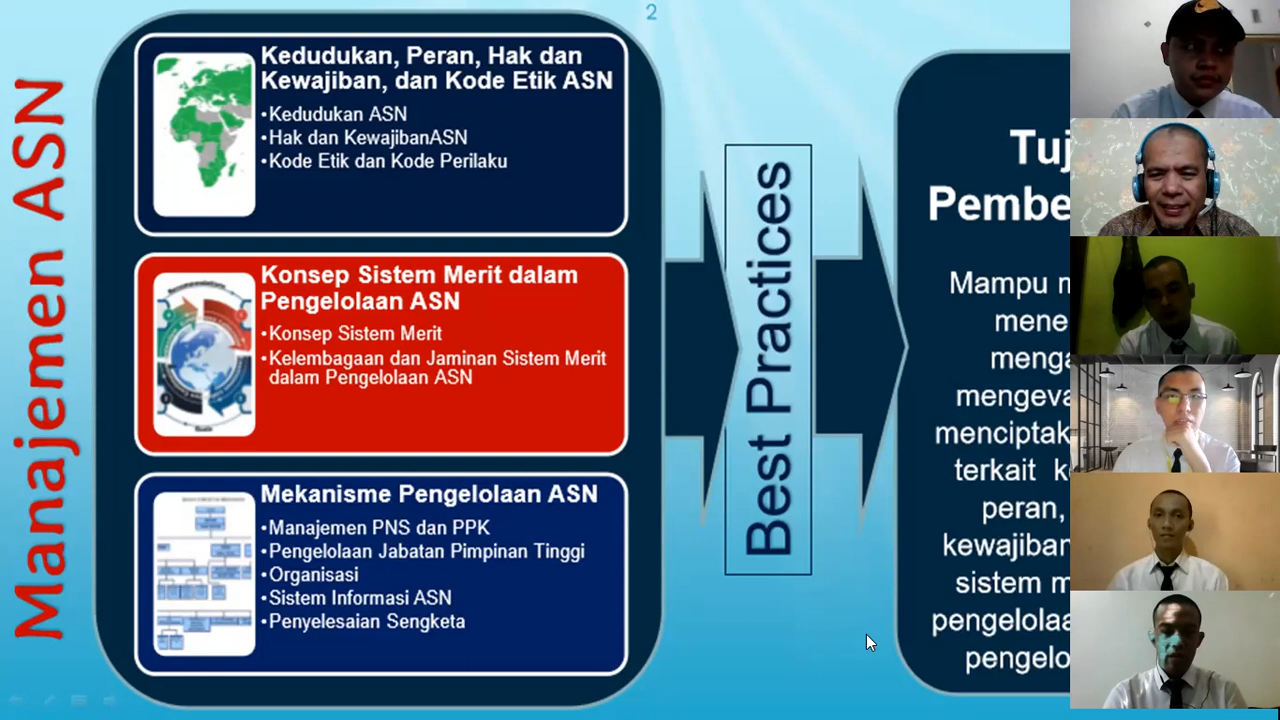 2
Manajemen ASN
Kedudukan, Peran, Hak dan
Kewajiban, dan Kode Etik ASN
•Kedudukan ASN
•Hak dan KewajibanASN
•Kode Etik dan Kode Perilaku
Konsep Sistem Merit dalam
Pengelolaan ASN
•Konsep Sistem Merit
•Kelembagaan dan Jaminan Sistem Merit
dalam Pengelolaan ASN
Mekanisme Pengelolaan ASN
•Manajemen PNS dan PPK
•Pengelolaan Jabatan Pimpinan Tinggi
•Organisasi
•Sistem Informasi ASN
•Penyelesaian Sengketa
Best Practices
Tuj
Pembe
Mampu m
mene
menga
mengeva
menciptak
terkait k
peran,
kewajiban
sistem m
pengelolaa
pengelo